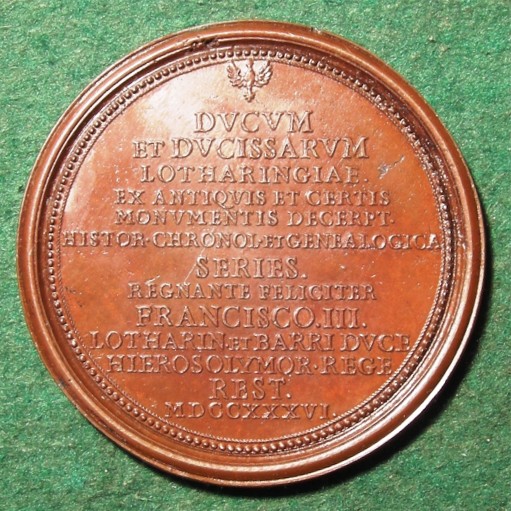 DVCVM
ET DVCISSARVM
LOTHARINGIAE.
EX ANTIQVIS ET CERTIS
MONVMENTIS DECERPT·
HISTOR·CHRONOL·ET GENEALOGICA
SERIES.
REGNANTE FELICITER
FRANCISCO.III.
LOTHARIN.ET BARRI DVCE
HIEROSOLYMOR·REGE
REST.
MDCCXXXVI.